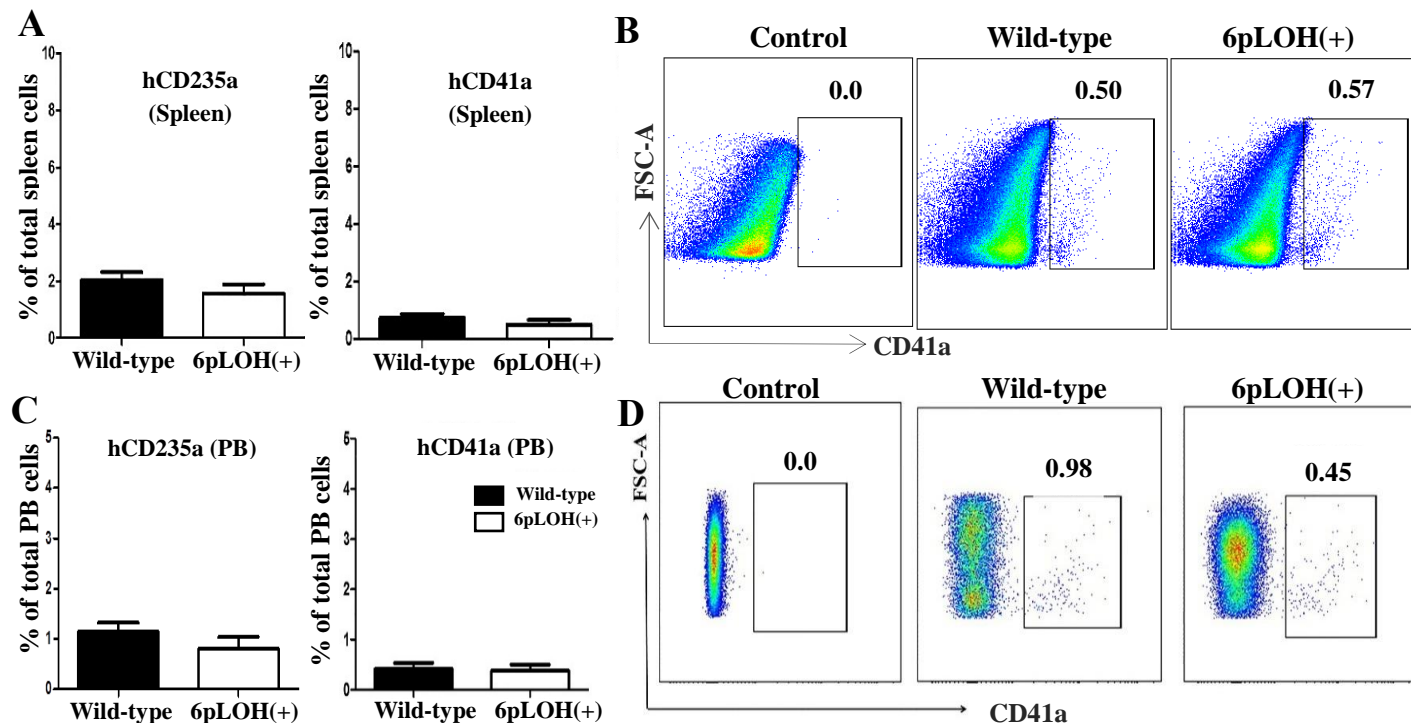 A
% of total spleen cells
10
8
6
4
2
0
hCD235a
(Spleen)
Wild-type
6pLOH(+)
% of total spleen cells
10
8
6
4
2
0
hCD41a
(Spleen)
Wild-type
6pLOH(+)
B
Control
Wild-type
6pLOH(+)
0.0
0.50
0.57
FSC-A
CD41a
C
% of total PB cells
5
4
3
2
1
0
hCD235a (PB)
Wild-type
6pLOH(+)
% of total PB cells
4
3
2
1
0
hCD41a (PB)
Wild-type
6pLOH(+)
Wild-type
6pLOH(+)
D
Control
Wild-type
6pLOH(+)
0.0
0.98
0.45
FSC-A
CD41a